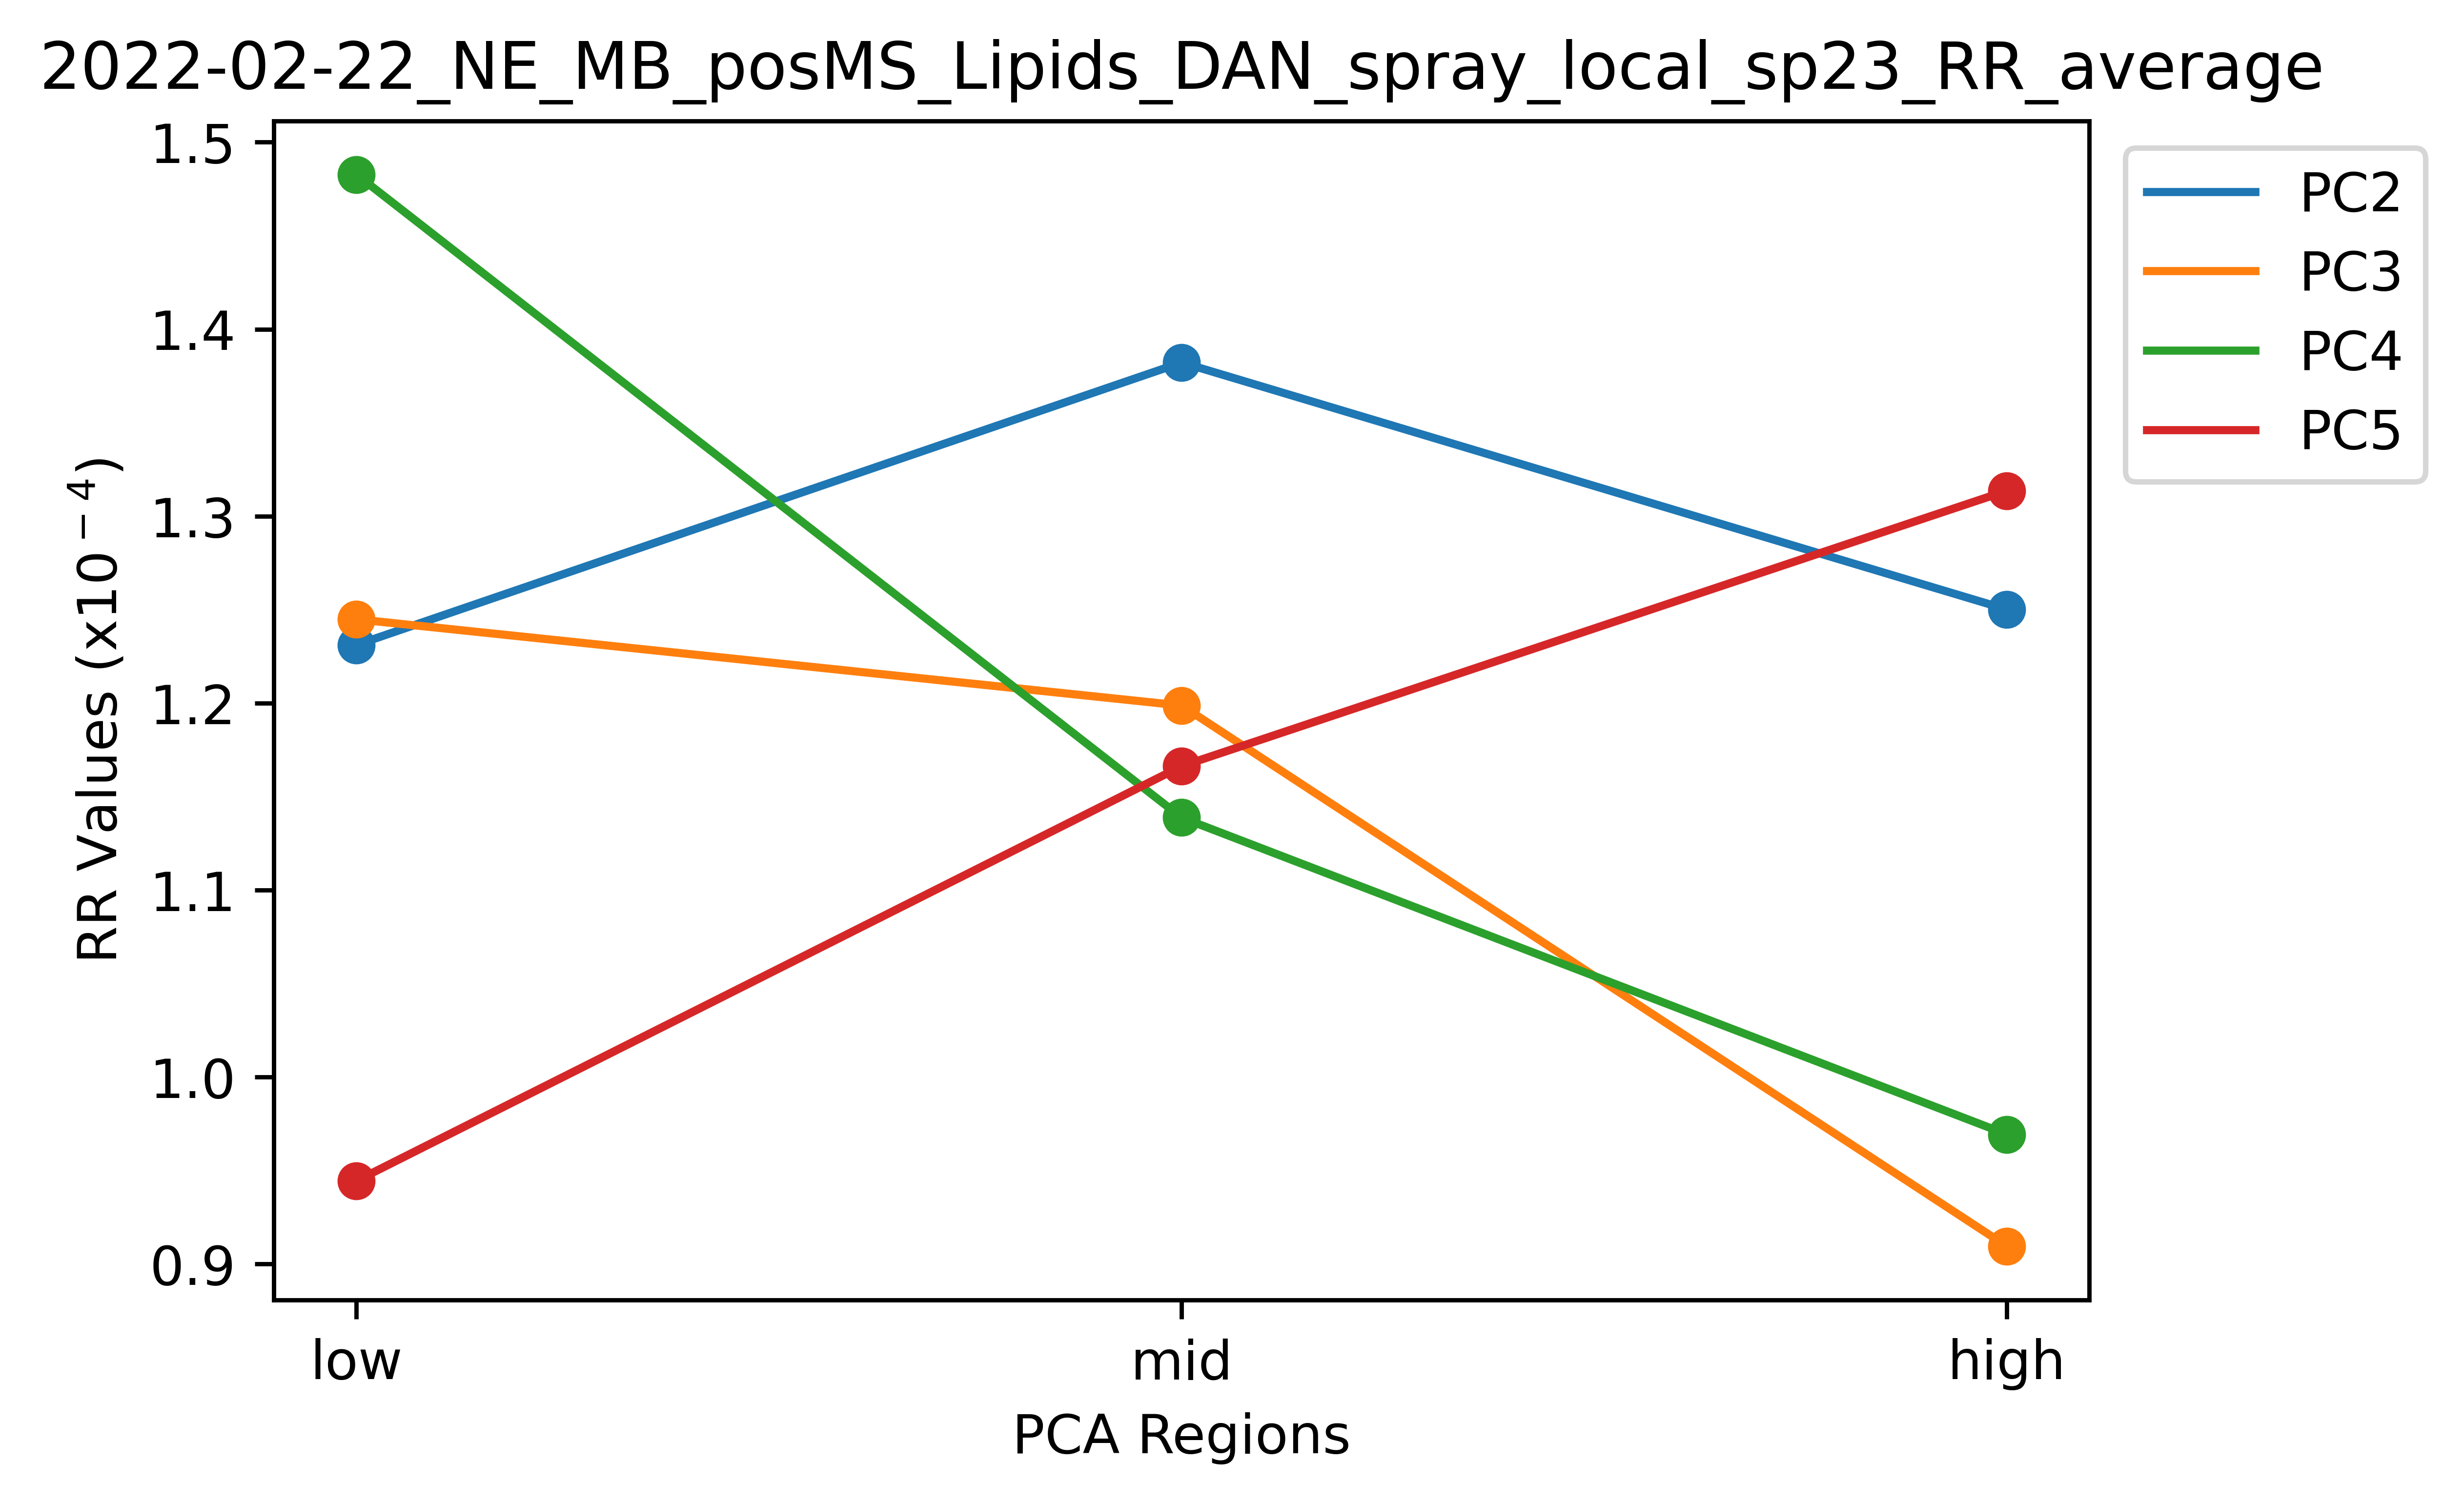 2022-02-22_NE_MB_posMS_Lipids_DAN_spray_local_sp23_RR_average
RR Values (x10⁻⁴)
1.5
1.4
1.3
1.2
1.1
1.0
0.9
low
mid
high
PCA Regions
PC2
PC3
PC4
PC5